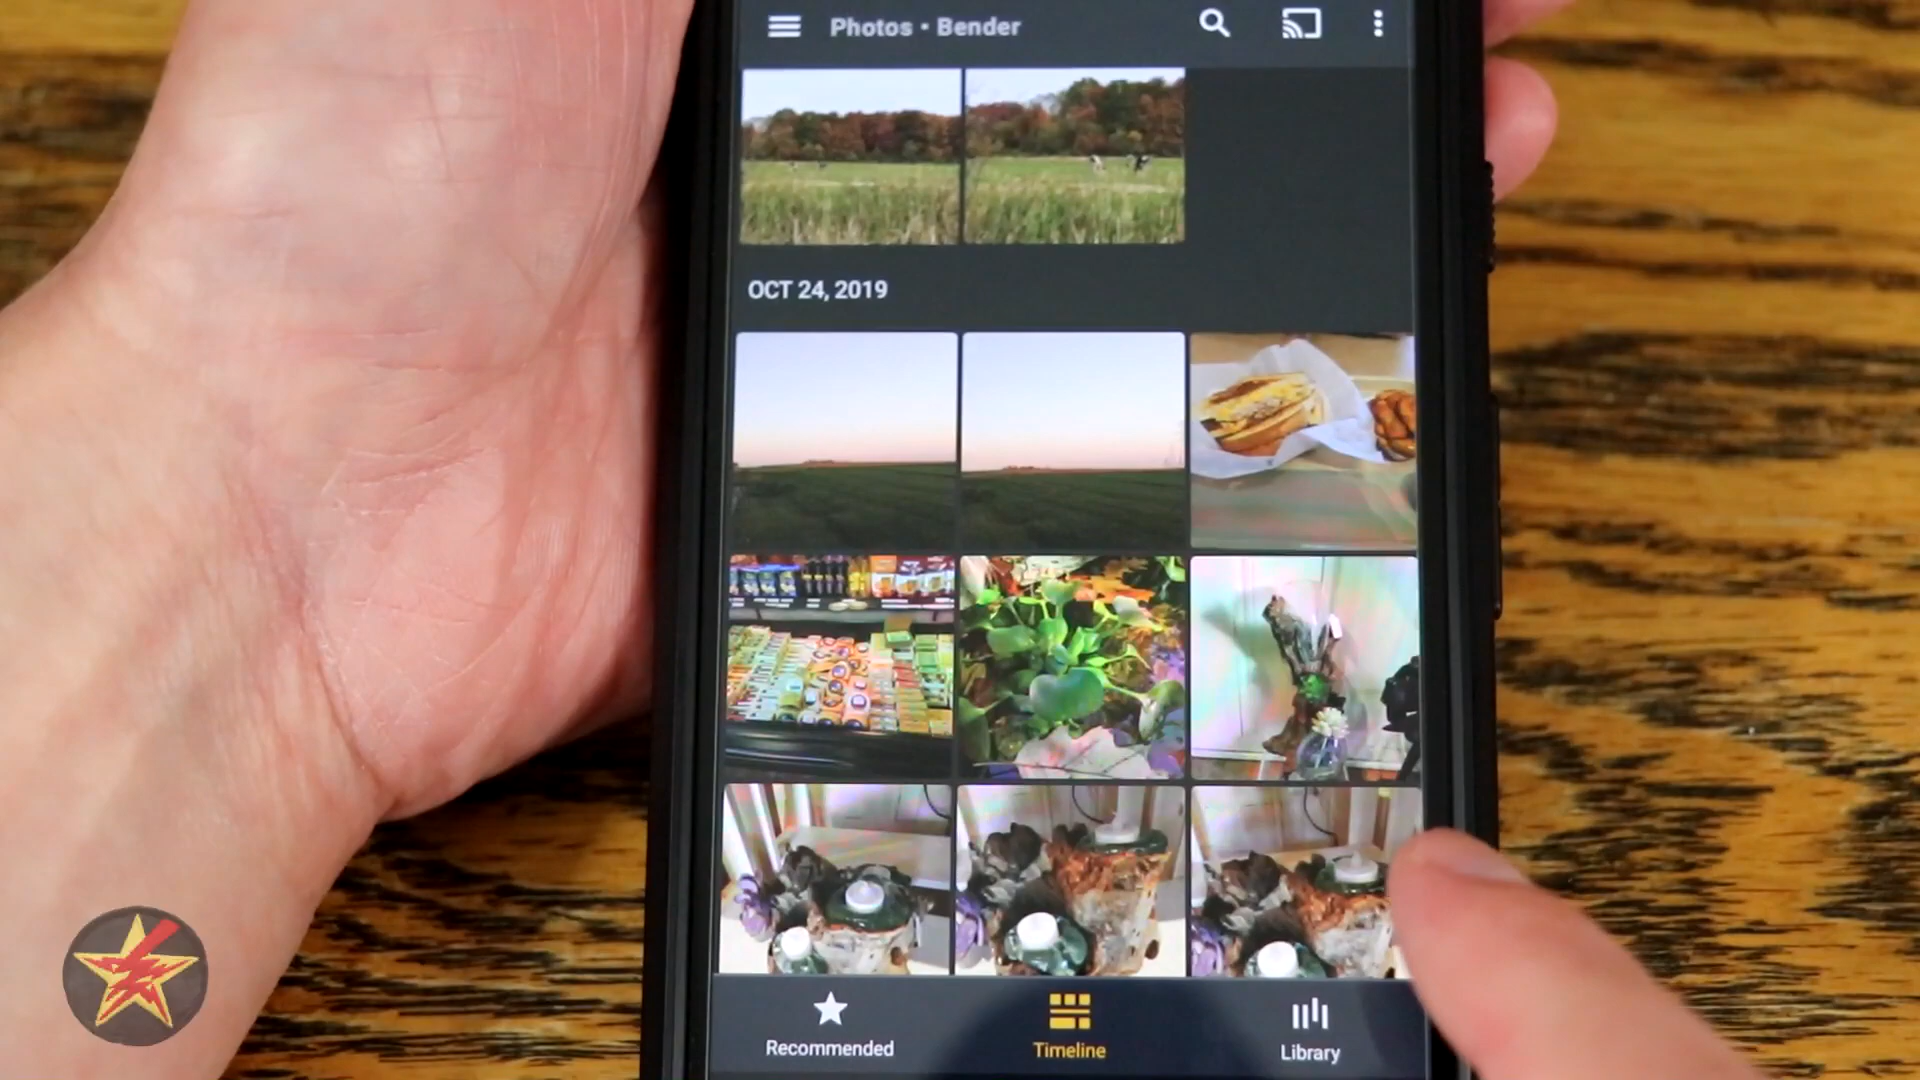 Photos • Bender
OCT 24, 2019
Recommended
Timeline
Library